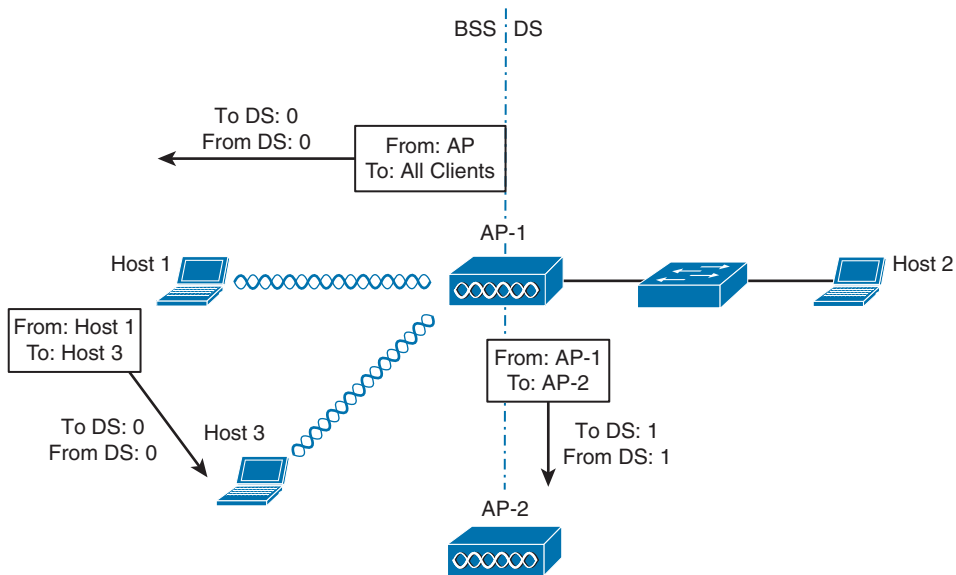 BSS DS
To DS: 0
From DS: 0
From: AP
To: All Clients
AP-1
Host 1
Host 2
From: Host 1
To: Host 3
From: AP-1
To: AP-2
To DS: 0
From DS: 0
Host 3
To DS: 1
From DS: 1
AP-2